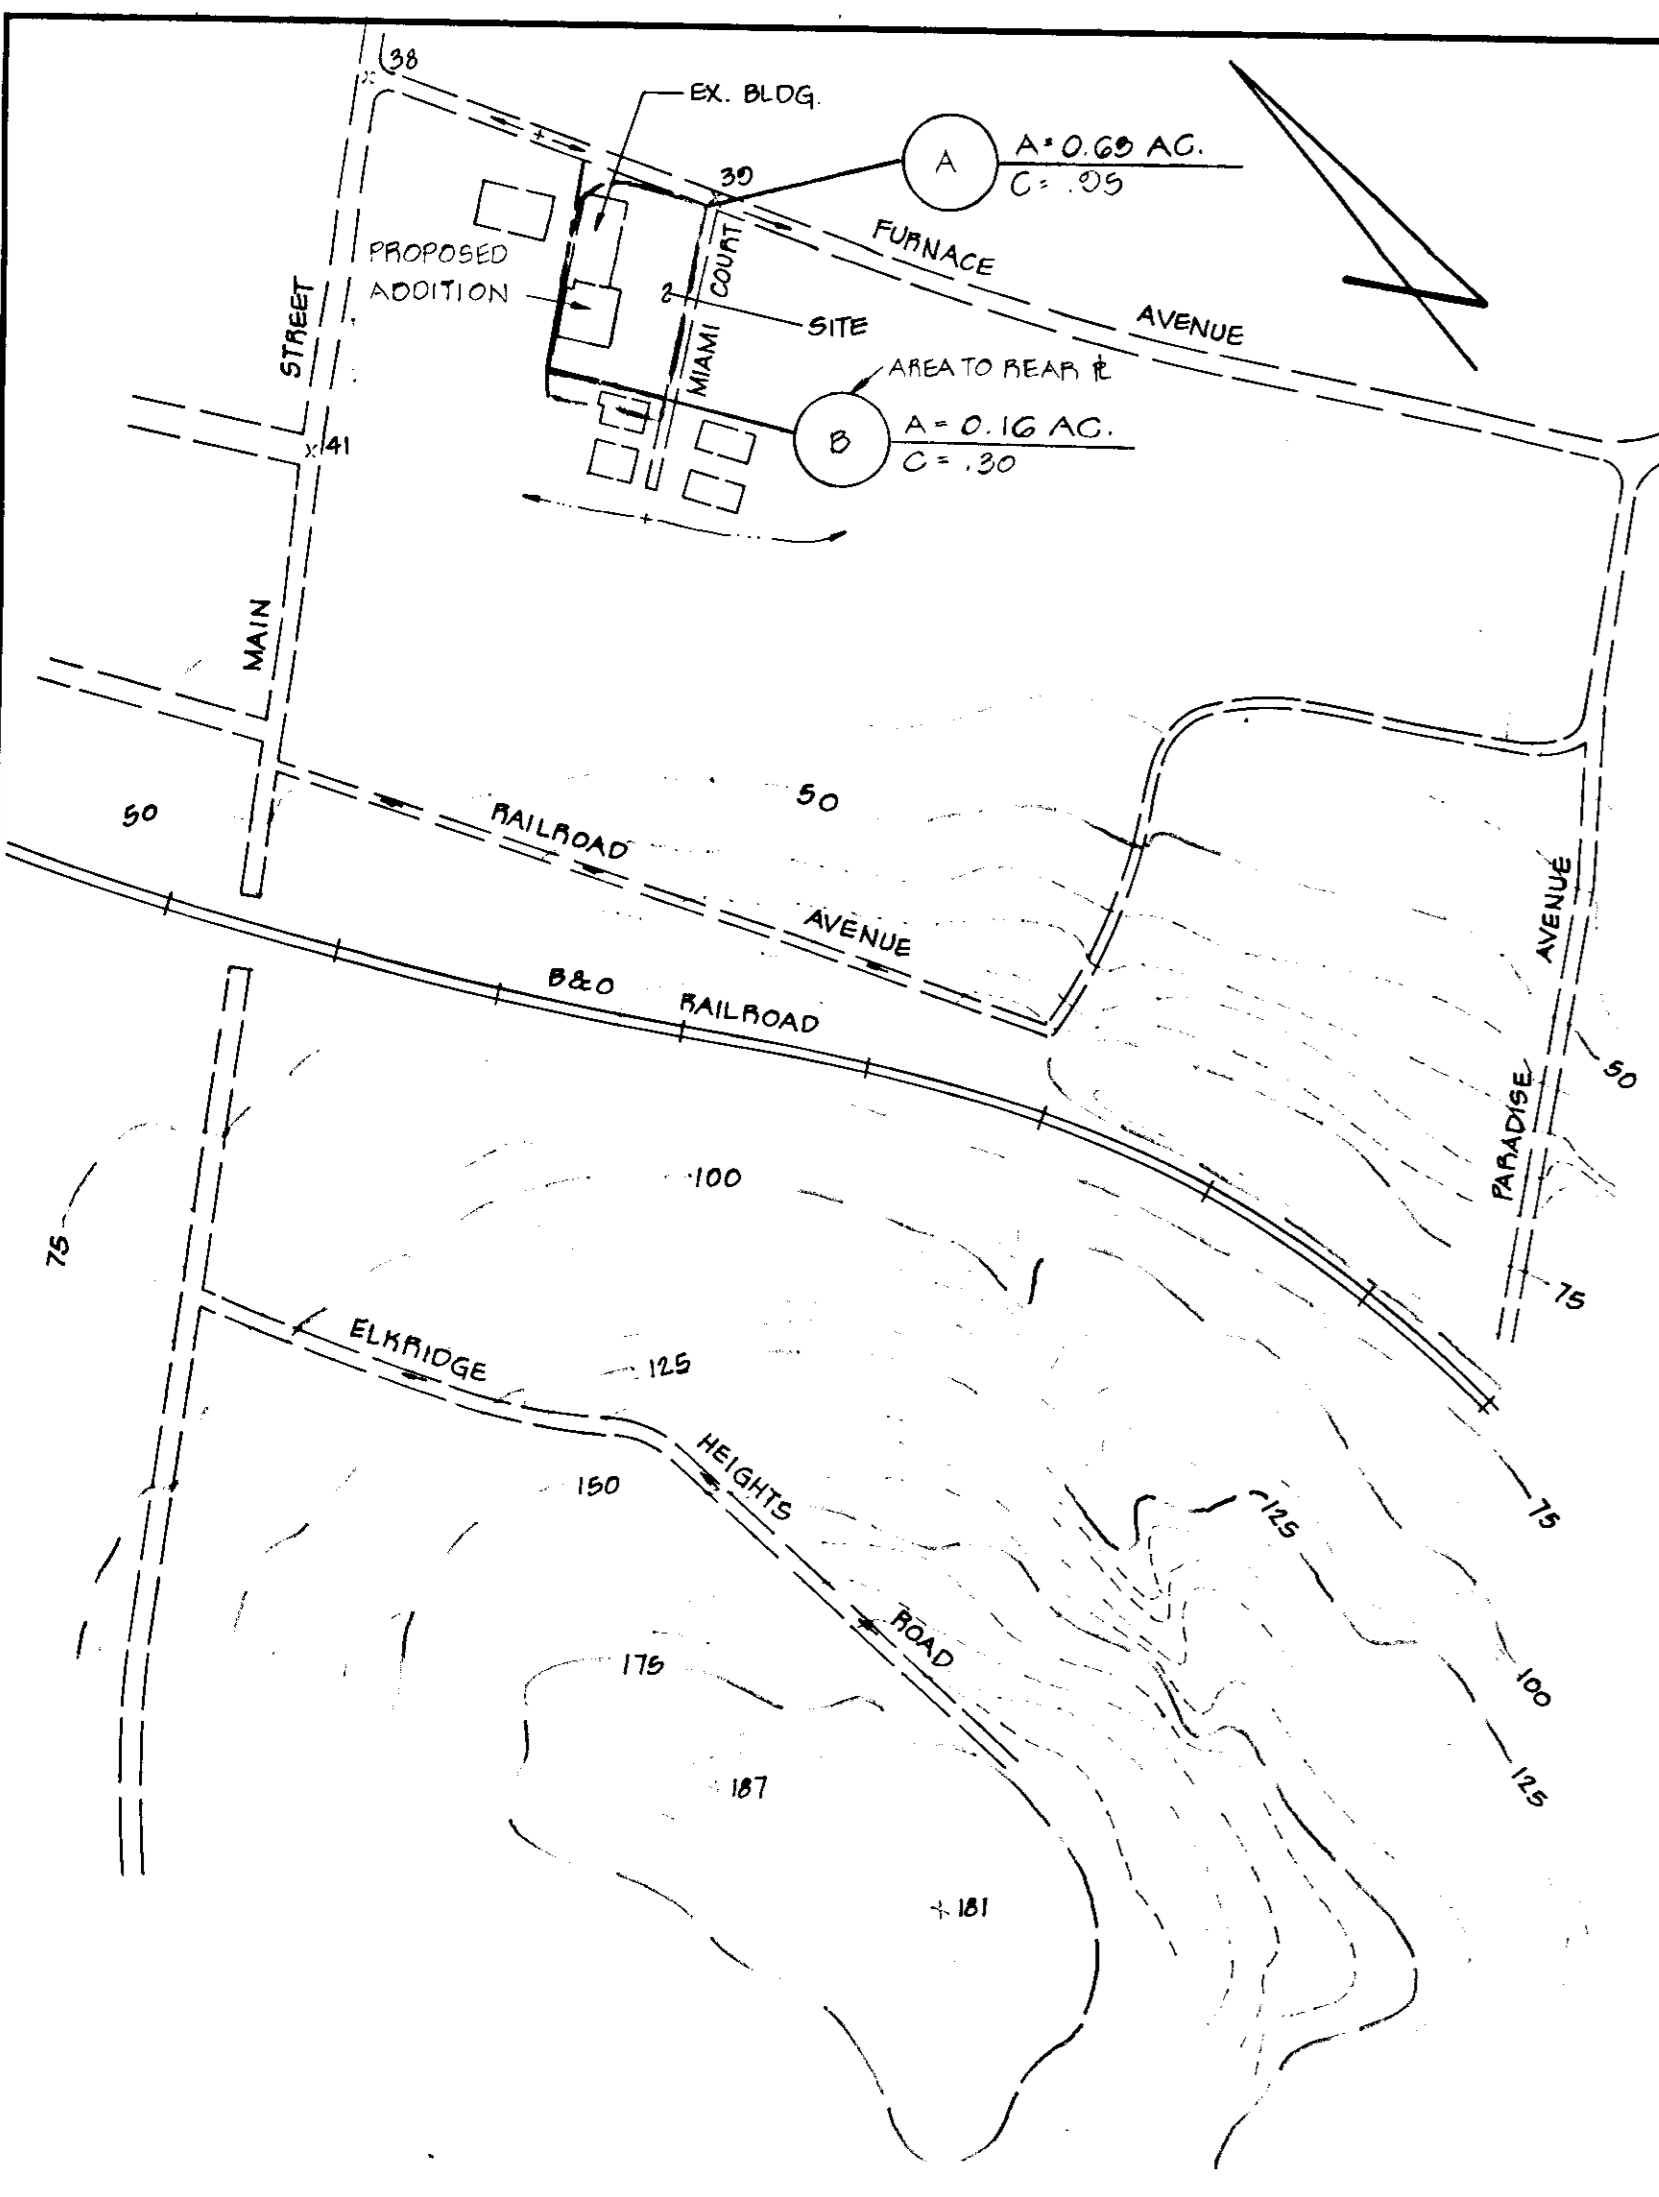 38
EX. BLDG.
A
A = 0.69 AC.
C = .95
39
FURNACE
AVENUE
PROPOSED
ADDITION
STREET
MIAMI COURT
2
SITE
AREA TO REAR ℄
B
A = 0.16 AC.
C = .30
41
MAIN
50
50
RAILROAD
AVENUE
B&O RAILROAD
AVENUE
PARADISE
50
75
100
75
ELKRIDGE
125
HEIGHTS
150
125
75
ROAD
175
100
187
125
181